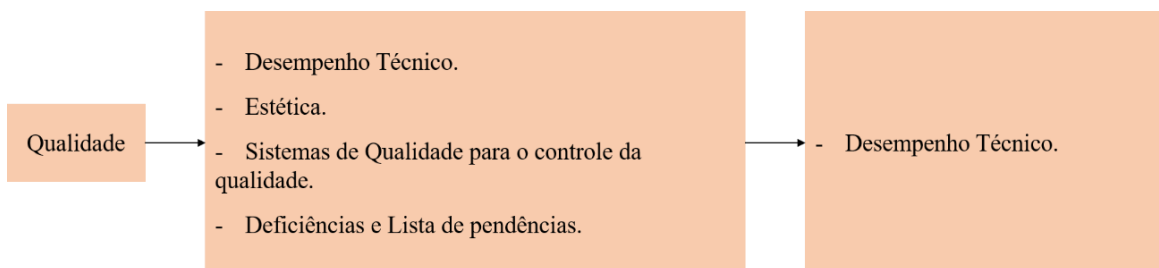 Qualidade
- Desempenho Técnico.
- Estética.
- Sistemas de Qualidade para o controle da
qualidade.
- Deficiências e Lista de pendências.
- Desempenho Técnico.